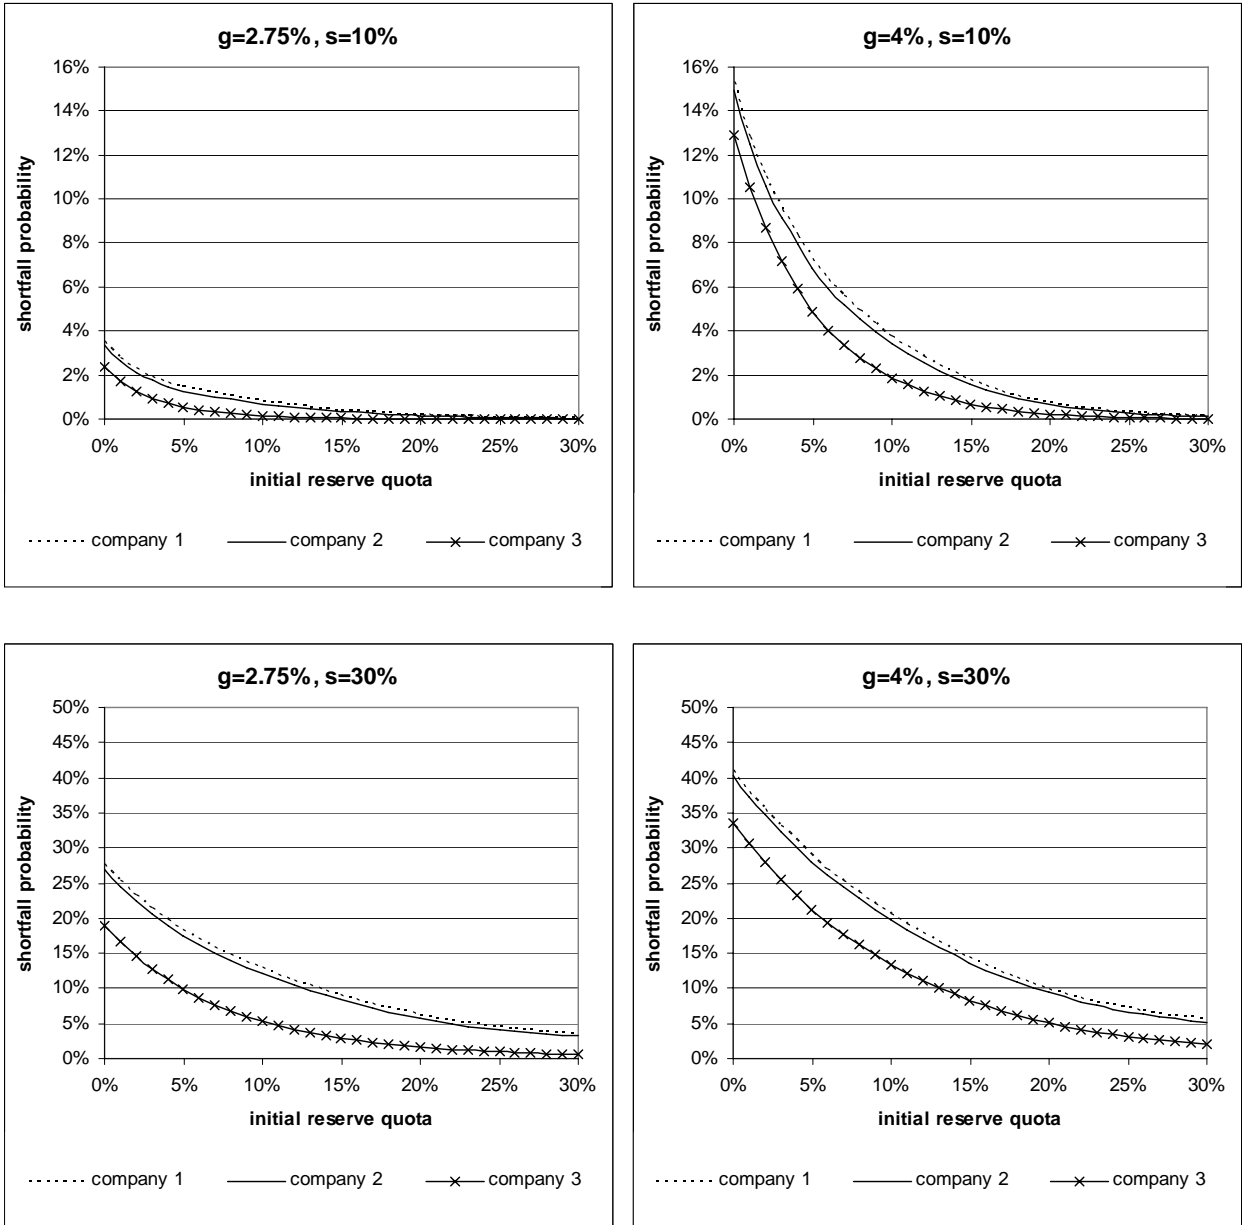 g=2.75%, s=10%
16%
14%
12%
10%
8%
6%
4%
2%
0%
shortfall probability
0% 5% 10% 15% 20% 25% 30%
initial reserve quota
company 1 company 2 company 3
g=4%, s=10%
16%
14%
12%
10%
8%
6%
4%
2%
0%
shortfall probability
0% 5% 10% 15% 20% 25% 30%
initial reserve quota
company 1 company 2 company 3
g=2.75%, s=30%
50%
45%
40%
35%
30%
25%
20%
15%
10%
5%
0%
shortfall probability
0% 5% 10% 15% 20% 25% 30%
initial reserve quota
company 1 company 2 company 3
g=4%, s=30%
50%
45%
40%
35%
30%
25%
20%
15%
10%
5%
0%
shortfall probability
0% 5% 10% 15% 20% 25% 30%
initial reserve quota
company 1 company 2 company 3